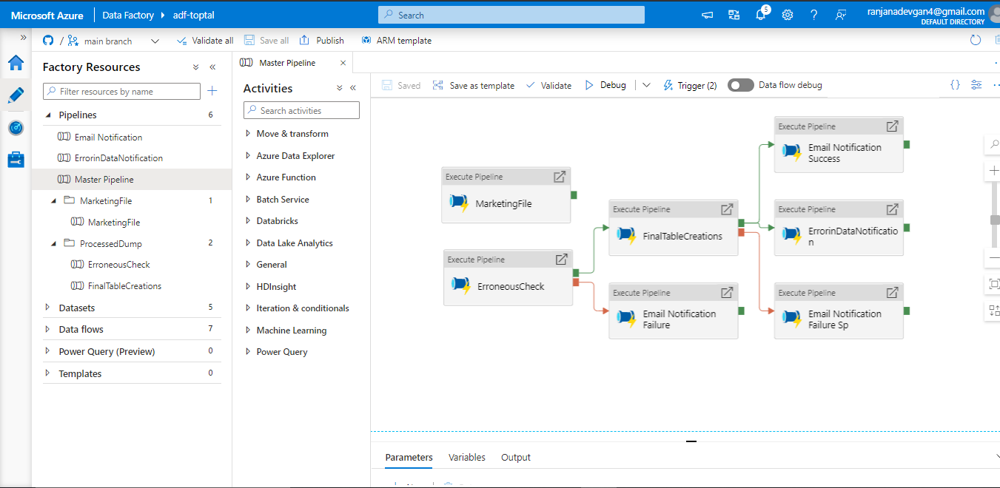 Microsoft Azure
Data Factory
adf-toptal
Search
5
ranjanadevgan4@gmail.com
DEFAULT DIRECTORY
/
main branch
Validate all
Save all
Publish
ARM template
Factory Resources
Filter resources by name
Pipelines 6
Email Notification
ErrorinDataNotification
Master Pipeline
MarketingFile 1
MarketingFile
ProcessedDump 2
ErroneousCheck
FinalTableCreations
Datasets 5
Data flows 7
Power Query (Preview) 0
Templates 0
Master Pipeline
Activities
Search activities
Move & transform
Azure Data Explorer
Azure Function
Batch Service
Databricks
Data Lake Analytics
General
HDInsight
Iteration & conditionals
Machine Learning
Power Query
Saved
Save as template
Validate
Debug
Trigger (2)
Data flow debug
Execute Pipeline
MarketingFile
Execute Pipeline
ErroneousCheck
Execute Pipeline
FinalTableCreations
Execute Pipeline
Email Notification
Failure
Execute Pipeline
Email Notification
Success
Execute Pipeline
ErrorinDataNotificatio
n
Execute Pipeline
Email Notification
Failure Sp
Parameters
Variables
Output